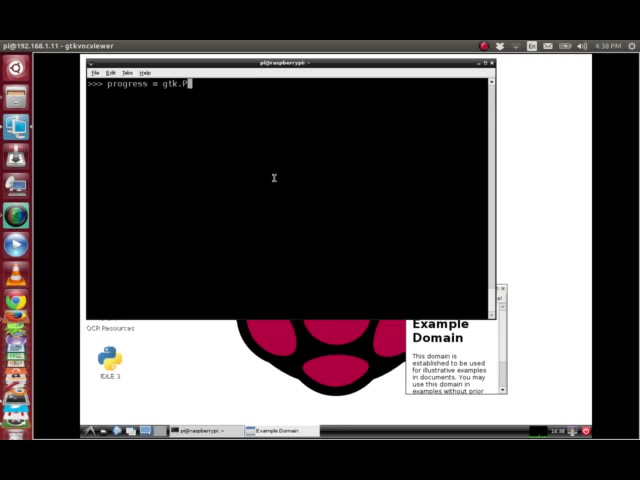 pi@192.168.1.11 - gtkvncviewer
En
4:38 PM
pi@raspberrypi: ~
File Edit Tabs Help
>>> progress = gtk.P
OCR Resources
IDLE 3
Example
Domain
This domain is
established to be used
for illustrative examples
in documents. You may
use this domain in
examples without prior
pi@raspberrypi: ~
Example Domain
16:38